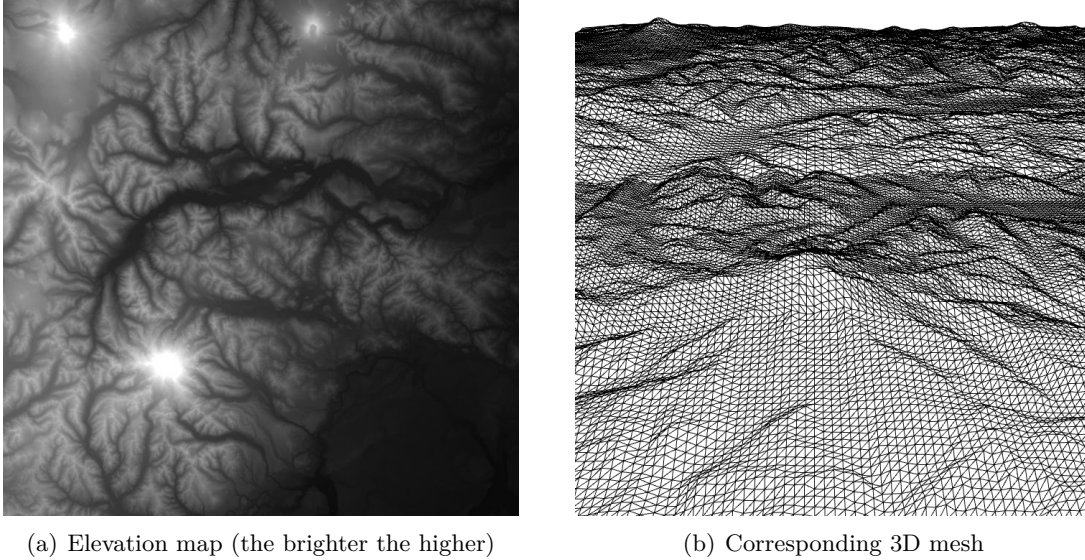 (a) Elevation map (the brighter the higher)
(b) Corresponding 3D mesh